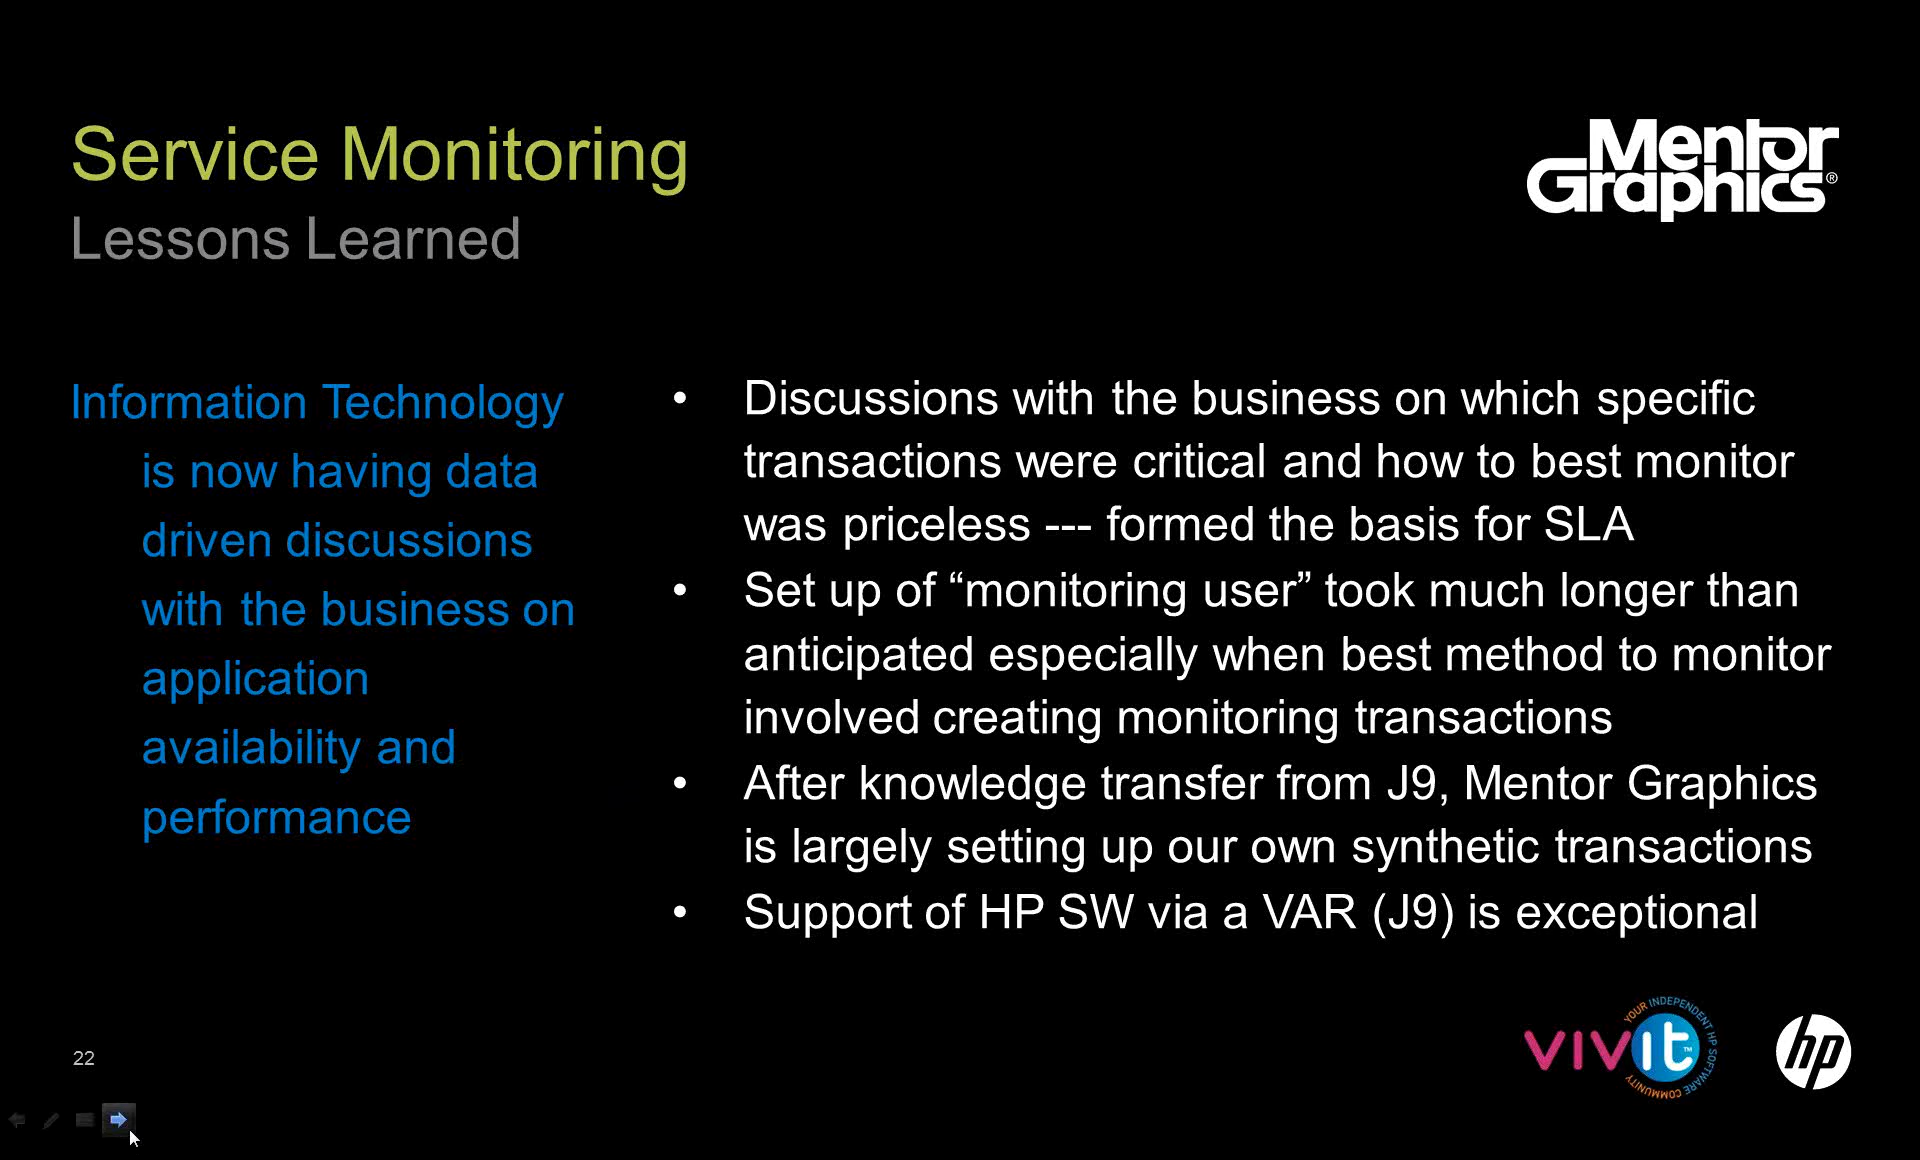 Service Monitoring
Lessons Learned
Mentor
Graphics®
Information Technology
is now having data
driven discussions
with the business on
application
availability and
performance
• Discussions with the business on which specific
transactions were critical and how to best monitor
was priceless --- formed the basis for SLA
• Set up of “monitoring user” took much longer than
anticipated especially when best method to monitor
involved creating monitoring transactions
• After knowledge transfer from J9, Mentor Graphics
is largely setting up our own synthetic transactions
• Support of HP SW via a VAR (J9) is exceptional
22
VIVIt™
YOUR INDEPENDENT HP SOFTWARE COMMUNITY
hp